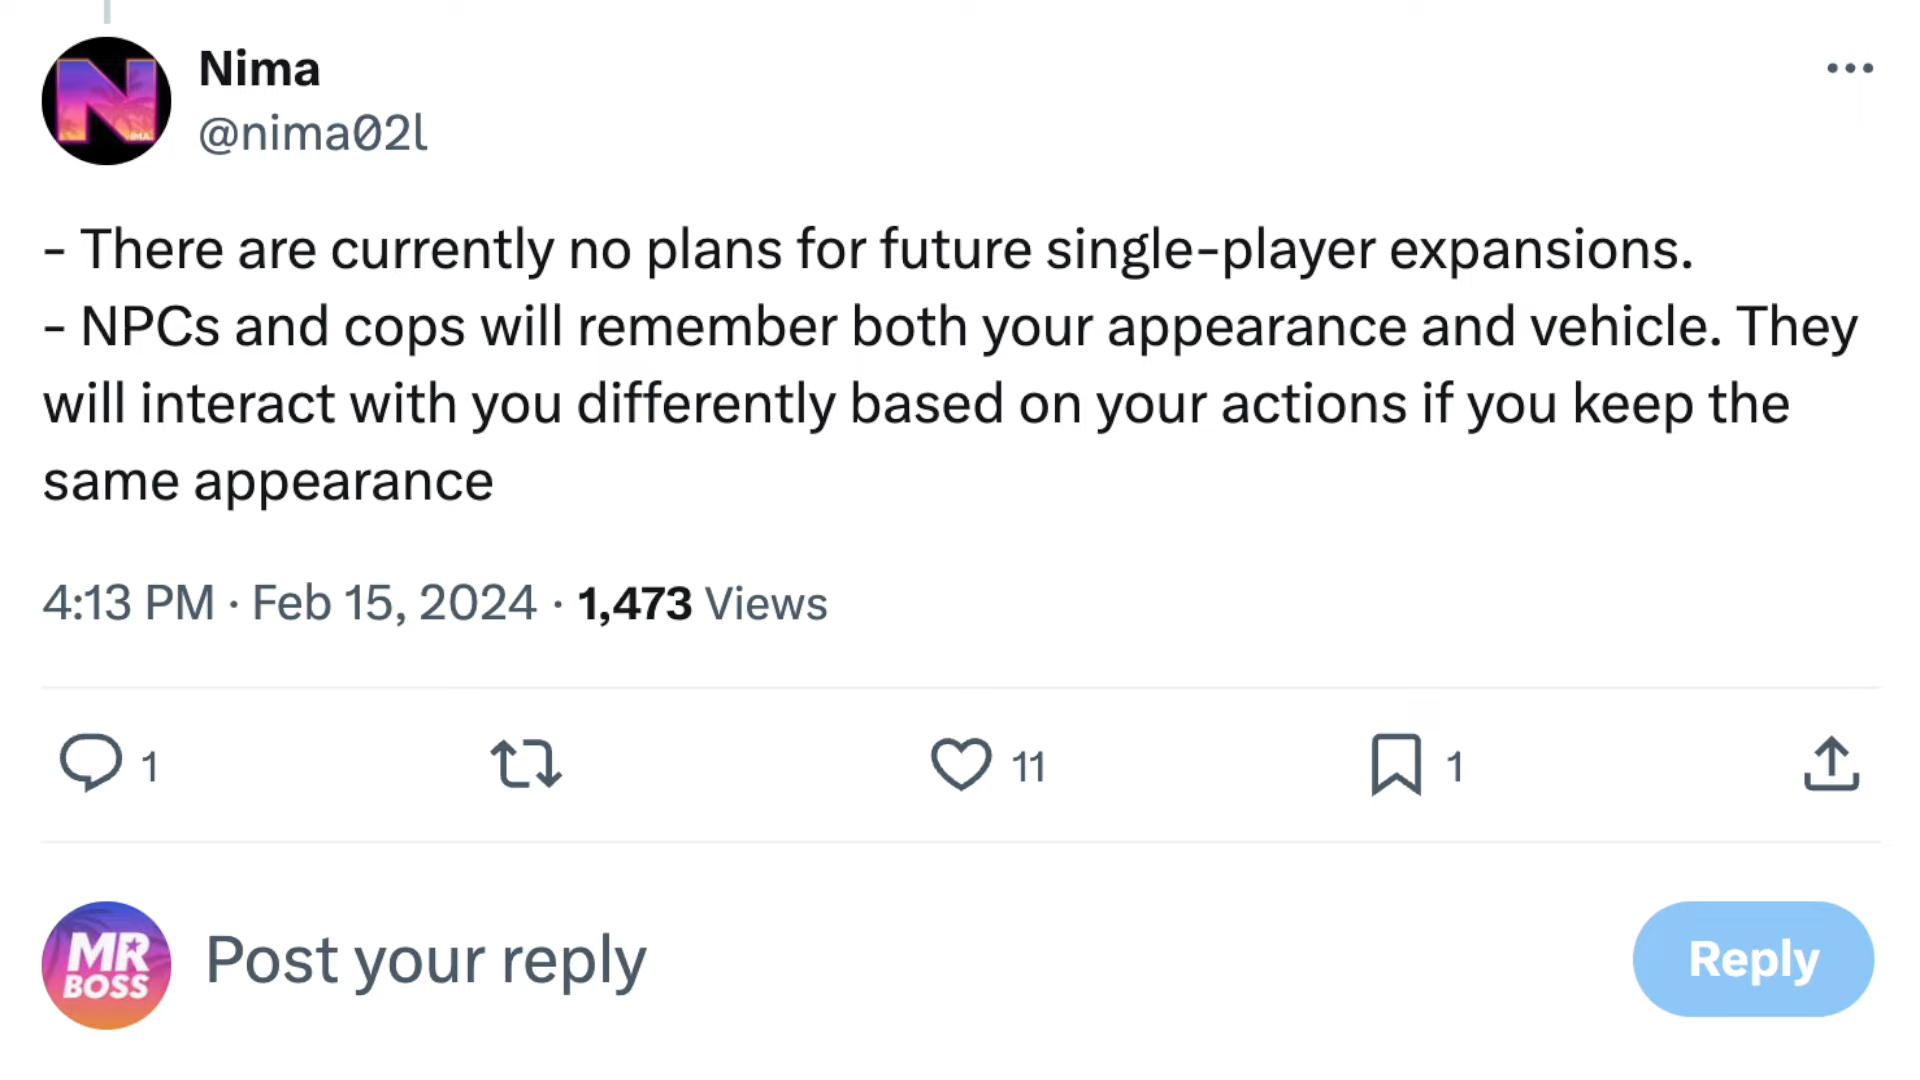 Nima
@nima02l
- There are currently no plans for future single-player expansions.
- NPCs and cops will remember both your appearance and vehicle. They
will interact with you differently based on your actions if you keep the
same appearance
4:13 PM · Feb 15, 2024 · 1,473 Views
1 11 1
MR
BOSS
Post your reply
Reply